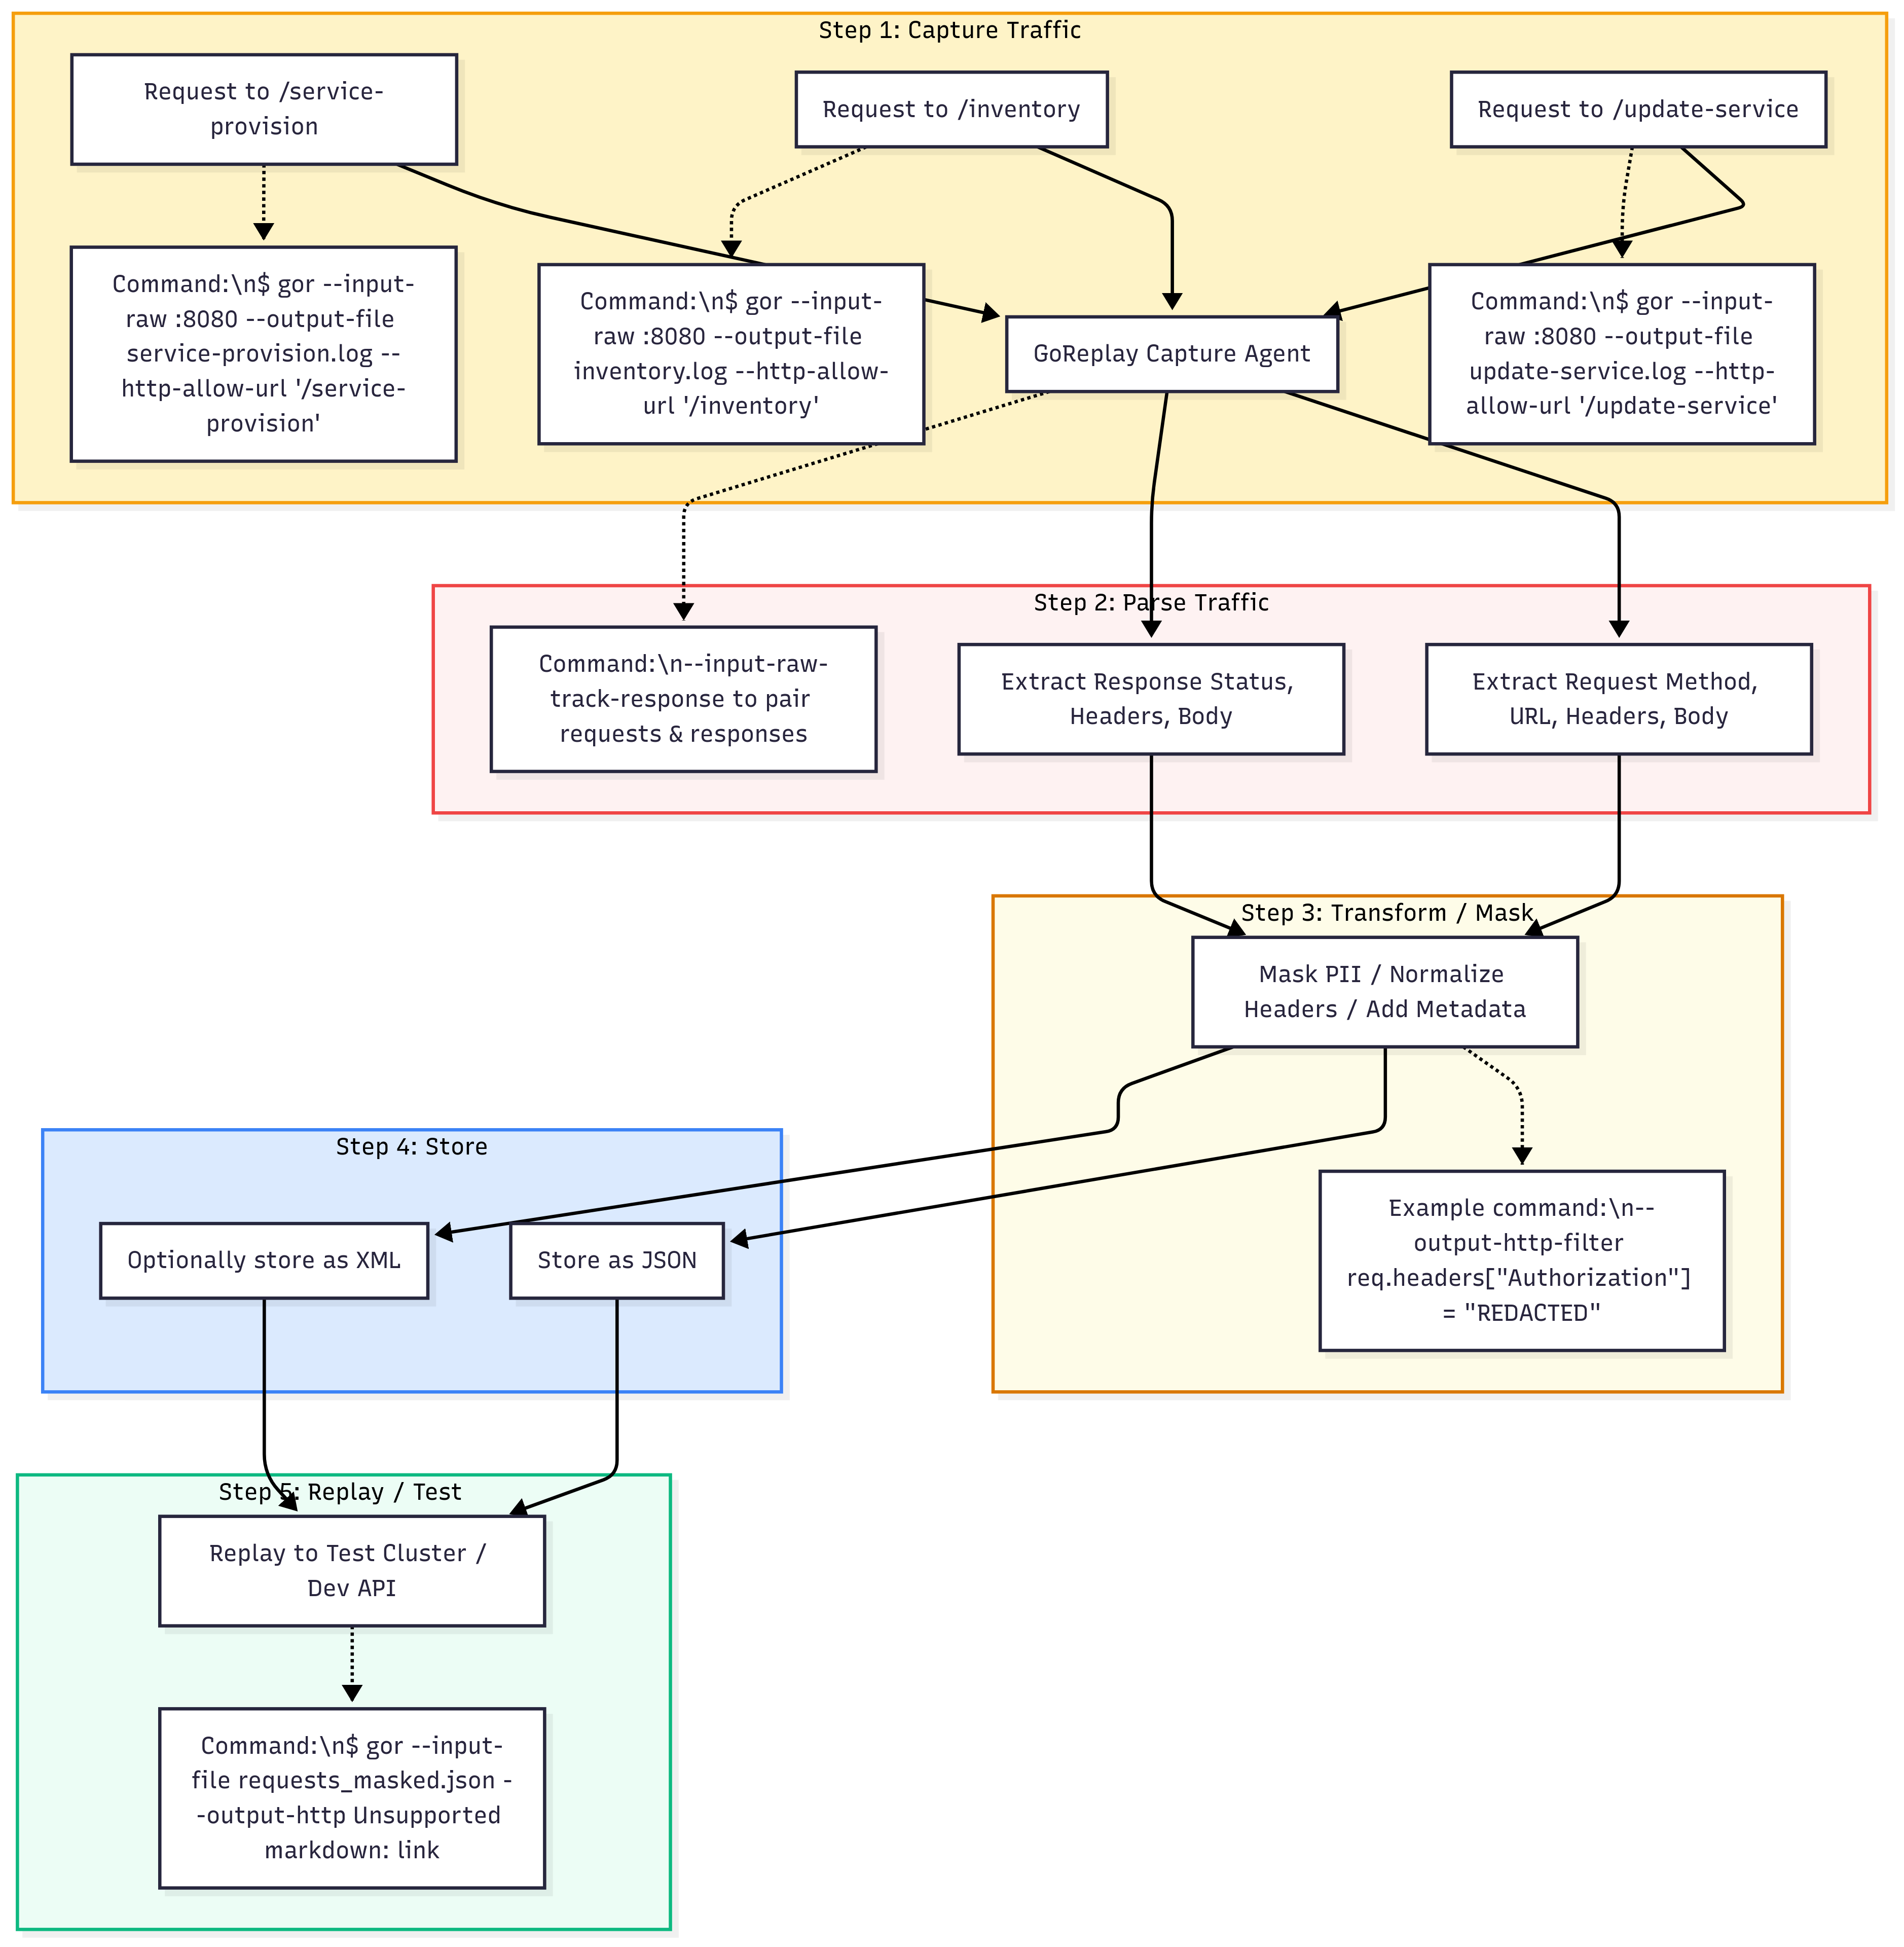 Step 1: Capture Traffic
Request to /service-
provision
Request to /inventory
Request to /update-service
Command:\n$ gor --input-
raw :8080 --output-file
service-provision.log --
http-allow-url '/service-
provision'
Command:\n$ gor --input-
raw :8080 --output-file
inventory.log --http-allow-
url '/inventory'
GoReplay Capture Agent
Command:\n$ gor --input-
raw :8080 --output-file
update-service.log --http-
allow-url '/update-service'
Step 2: Parse Traffic
Command:\n--input-raw-
track-response to pair
requests & responses
Extract Response Status,
Headers, Body
Extract Request Method,
URL, Headers, Body
Step 3: Transform / Mask
Mask PII / Normalize
Headers / Add Metadata
Example command:\n--
output-http-filter
req.headers["Authorization"]
= "REDACTED"
Step 4: Store
Optionally store as XML
Store as JSON
Step 5: Replay / Test
Replay to Test Cluster /
Dev API
Command:\n$ gor --input-
file requests_masked.json -
-output-http Unsupported
markdown: link